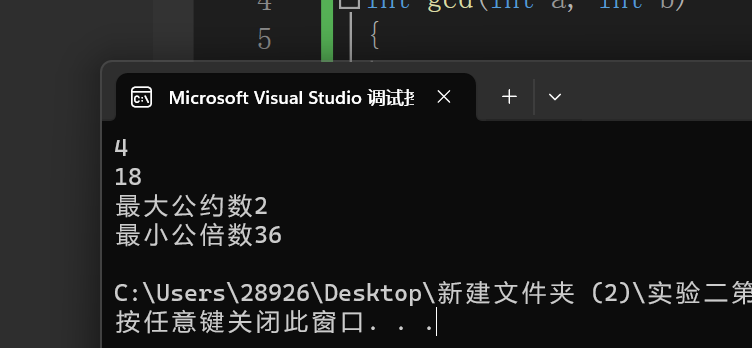 4 int gcd(int a, int b)
5 {
Microsoft Visual Studio 调试
4
18
最大公约数2
最小公倍数36
C:\Users\28926\Desktop\新建文件夹 (2)\实验二第
按任意键关闭此窗口. . .